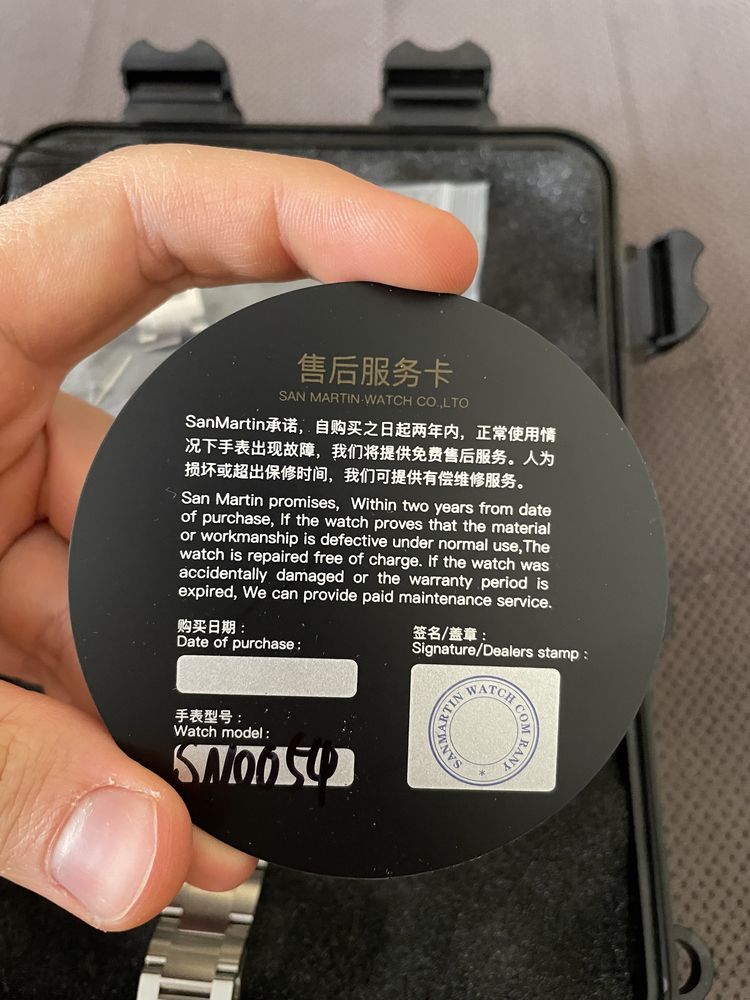 售后服务卡
SAN MARTIN·WATCH CO.,LTO
SanMartin承诺，自购买之日起两年内，正常使用情
况下手表出现故障，我们将提供免费售后服务。人为
损坏或超出保修时间，我们可提供有偿维修服务。
San Martin promises, Within two years from date
of purchase, If the watch proves that the material
or workmanship is defective under normal use,The
watch is repaired free of charge. If the watch was
accidentally damaged or the warranty period is
expired, We can provide paid maintenance service.
购买日期：
Date of purchase:
手表型号：
Watch model:
SN0054
签名/盖章：
Signature/Dealers stamp:
SANMARTIN WATCH COM RANY
*